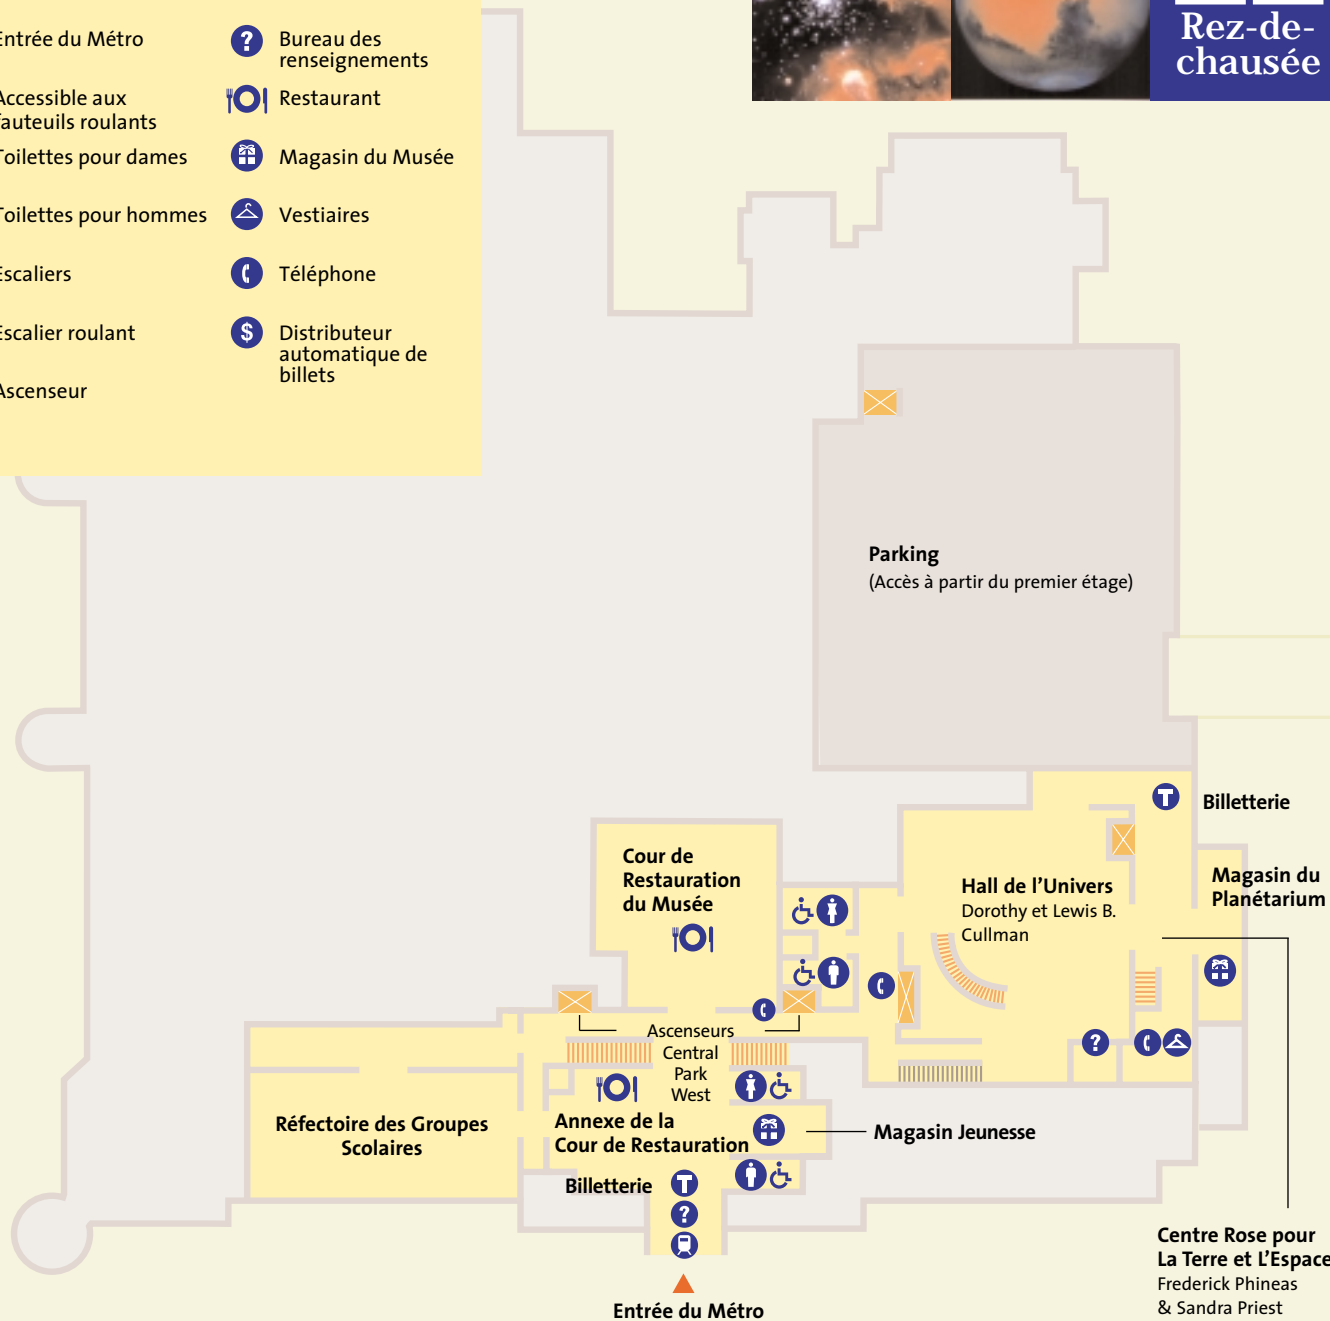 Entrée du Métro
Accessible aux
fauteuils roulants
Toilettes pour dames
Toilettes pour hommes
Escaliers
Escalier roulant
Ascenseur
?
Bureau des
renseignements
Restaurant
Magasin du Musée
Vestiaires
Téléphone
$
Distributeur
automatique de
billets
Rez-de-
chausée
Parking
(Accès à partir du premier étage)
T
Billetterie
Cour de
Restauration
du Musée
Hall de l’Univers
Dorothy et Lewis B.
Cullman
Magasin du
Planétarium
Ascenseurs
Central
Park
West
?
Réfectoire des Groupes
Scolaires
Annexe de la
Cour de Restauration
Magasin Jeunesse
Billetterie
T
?
Entrée du Métro
Centre Rose pour
La Terre et L’Espace
Frederick Phineas
& Sandra Priest